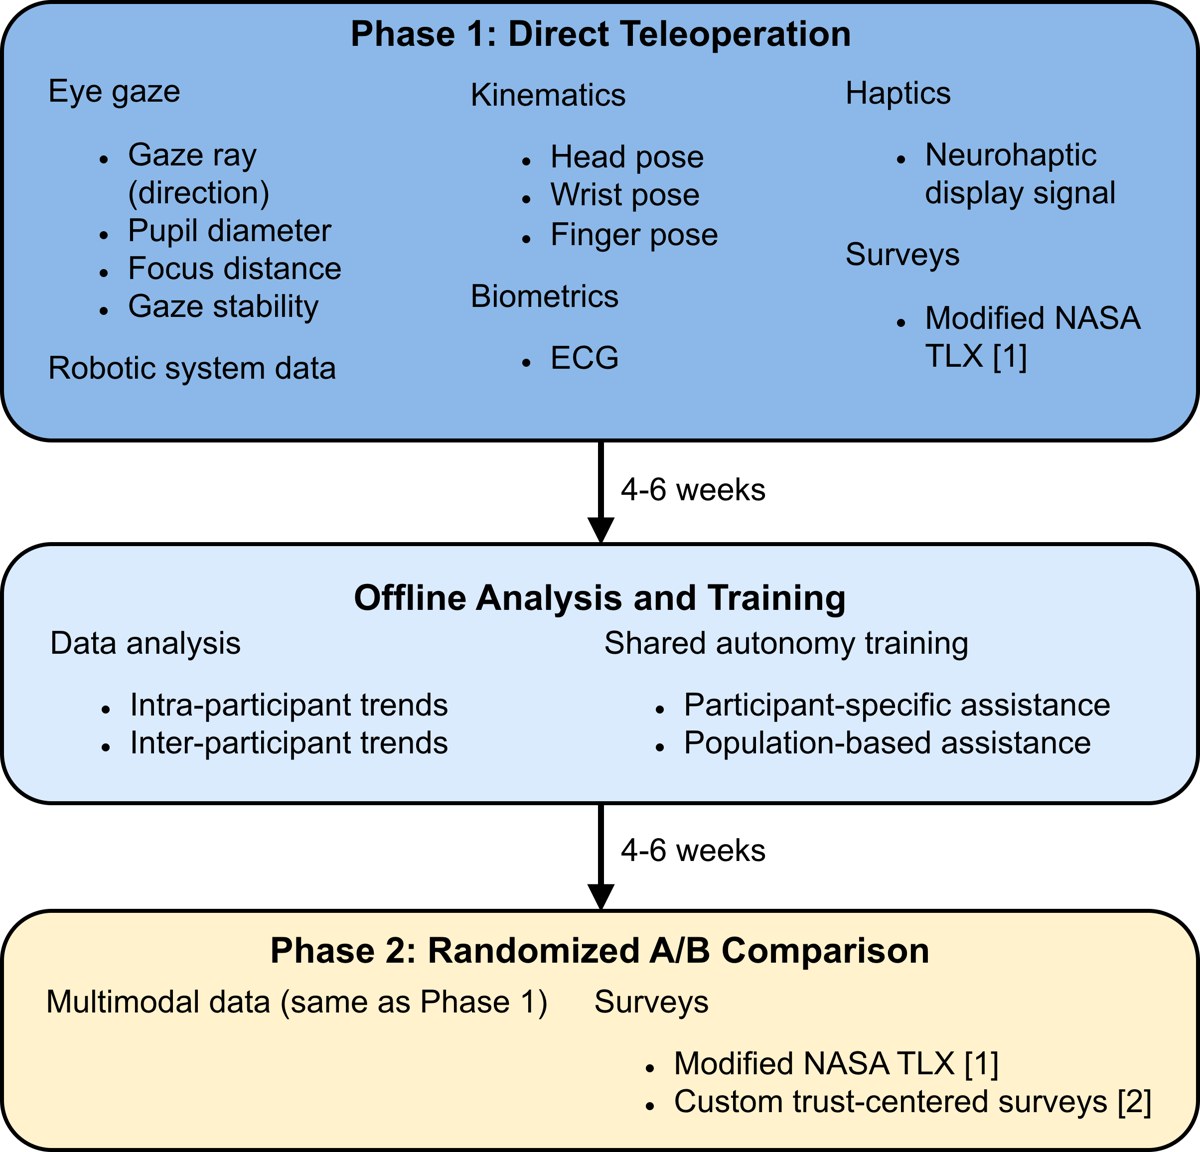 Phase 1: Direct Teleoperation
Eye gaze
Gaze ray
(direction)
Pupil diameter
Focus distance
Gaze stability
Robotic system data
Kinematics
Head pose
Wrist pose
Finger pose
Biometrics
ECG
Haptics
Neurohaptic
display signal
Surveys
Modified NASA
TLX [1]
4-6 weeks
Offline Analysis and Training
Data analysis
Intra-participant trends
Inter-participant trends
Shared autonomy training
Participant-specific assistance
Population-based assistance
4-6 weeks
Phase 2: Randomized A/B Comparison
Multimodal data (same as Phase 1)
Surveys
Modified NASA TLX [1]
Custom trust-centered surveys [2]